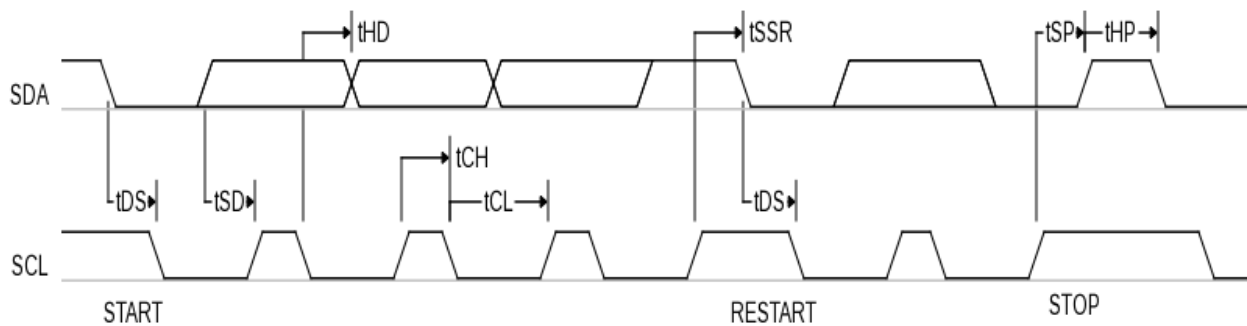 tHD
tSSR
tSP
tHP
SDA
tCH
tDS
tSD
tCL
tDS
SCL
START
RESTART
STOP